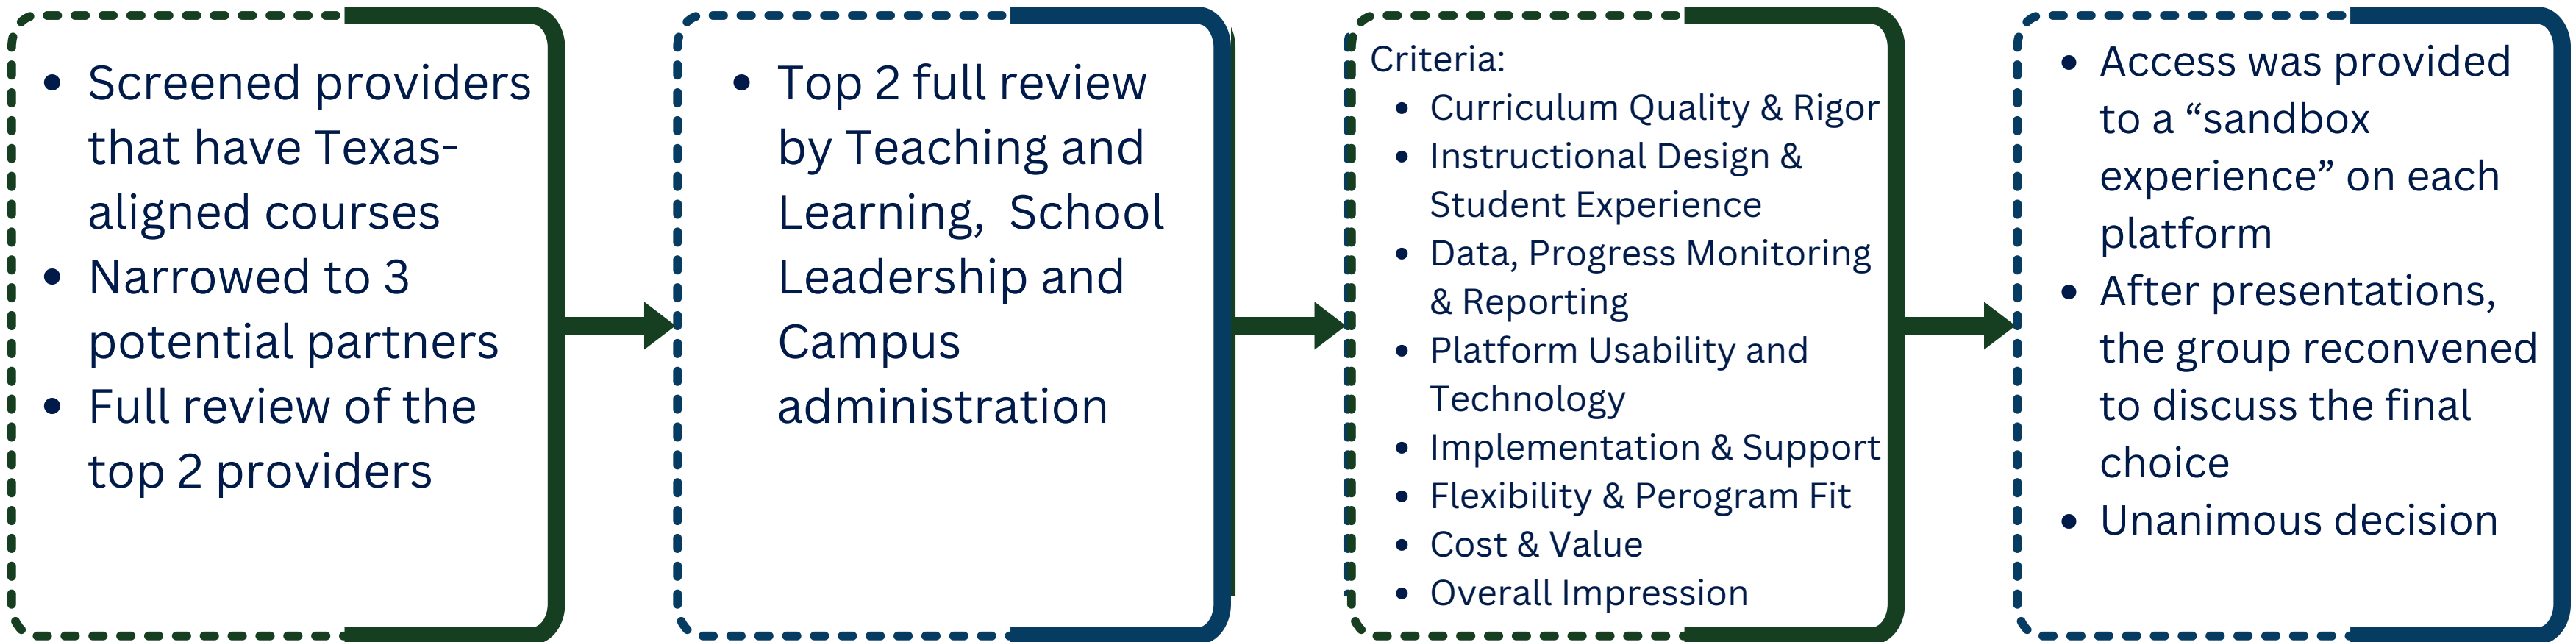 • Screened providers
that have Texas-
aligned courses
• Narrowed to 3
potential partners
• Full review of the
top 2 providers
• Top 2 full review
by Teaching and
Learning,  School
Leadership and
Campus
administration
Criteria:
• Curriculum Quality & Rigor
• Instructional Design &
Student Experience
• Data, Progress Monitoring
& Reporting
• Platform Usability and
Technology
• Implementation & Support
• Flexibility & Perogram Fit
• Cost & Value
• Overall Impression
• Access was provided
to a “sandbox
experience” on each
platform
• After presentations,
the group reconvened
to discuss the final
choice
• Unanimous decision